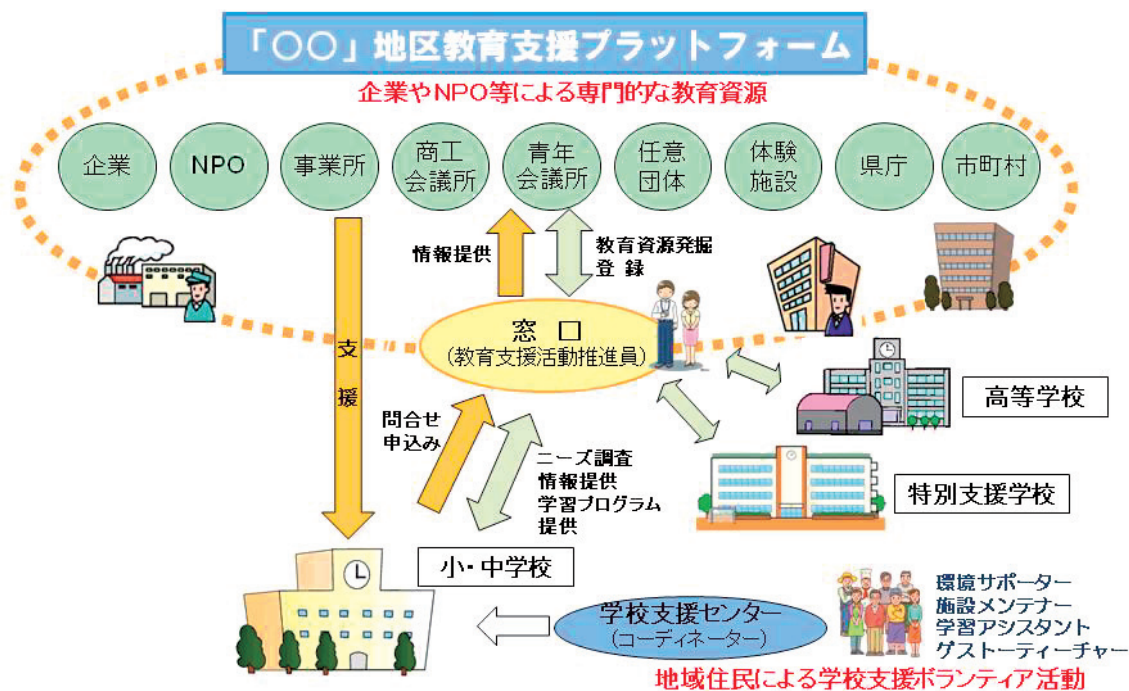 「〇〇」地区教育支援プラットフォーム
企業やNPO等による専門的な教育資源
企業
NPO
事業所
商工
会議所
青年
会議所
任意
団体
体験
施設
県庁
市町村
情報提供
教育資源発掘
登 録
窓 口
(教育支援活動推進員)
支
援
問合せ
申込み
ニーズ調査
情報提供
学習プログラム
提供
高等学校
特別支援学校
小・中学校
学校支援センター
(コーディネーター)
環境サポーター
施設メンテナー
学習アシスタント
ゲストーティーチャー
地域住民による学校支援ボランティア活動